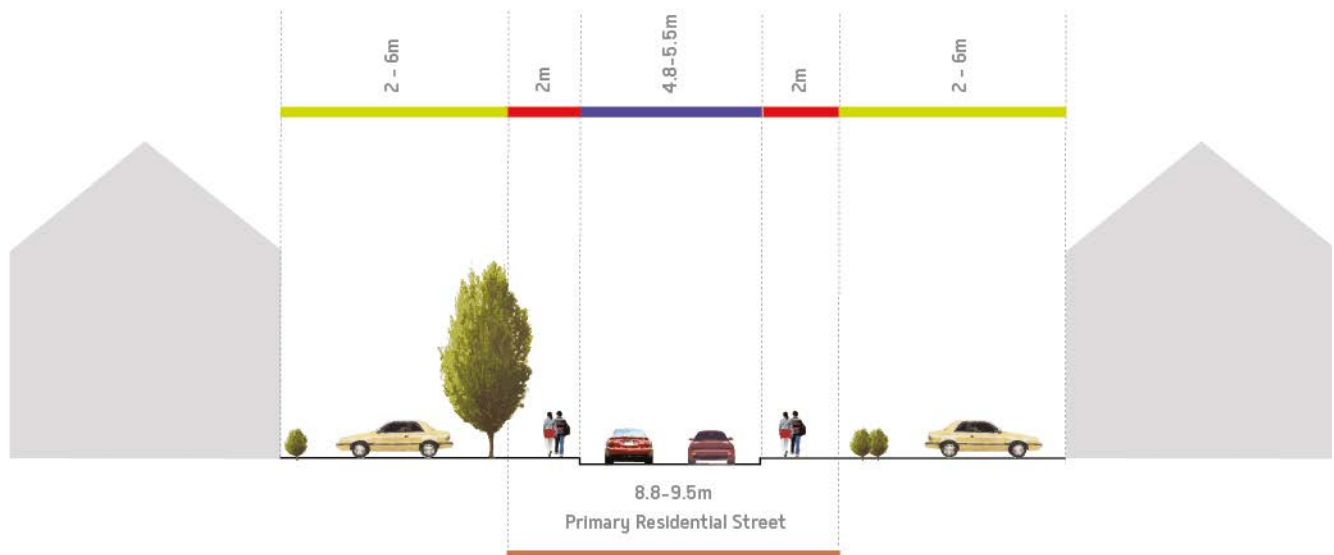 2 - 6m
2m
4.8-5.5m
2m
2 - 6m
8.8-9.5m
Primary Residential Street